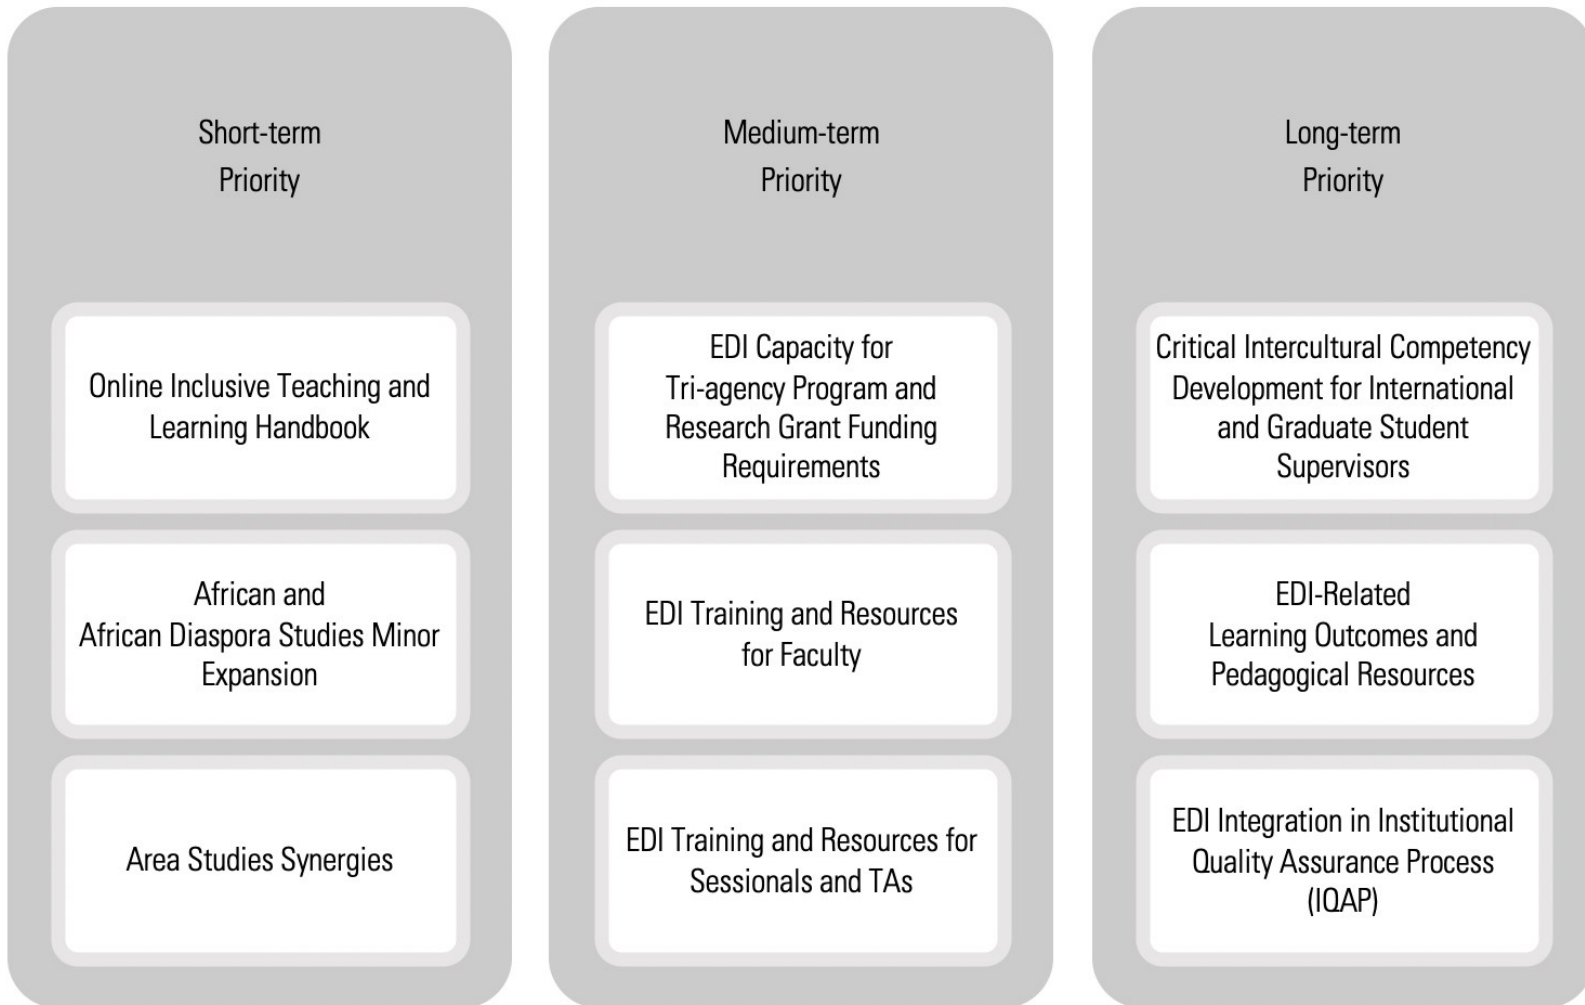 Short-term
Priority
Online Inclusive Teaching and
Learning Handbook
African and
African Diaspora Studies Minor
Expansion
Area Studies Synergies
Medium-term
Priority
EDI Capacity for
Tri-agency Program and
Research Grant Funding
Requirements
EDI Training and Resources
for Faculty
EDI Training and Resources for
Sessionals and TAs
Long-term
Priority
Critical Intercultural Competency
Development for International
and Graduate Student
Supervisors
EDI-Related
Learning Outcomes and
Pedagogical Resources
EDI Integration in Institutional
Quality Assurance Process
(IQAP)